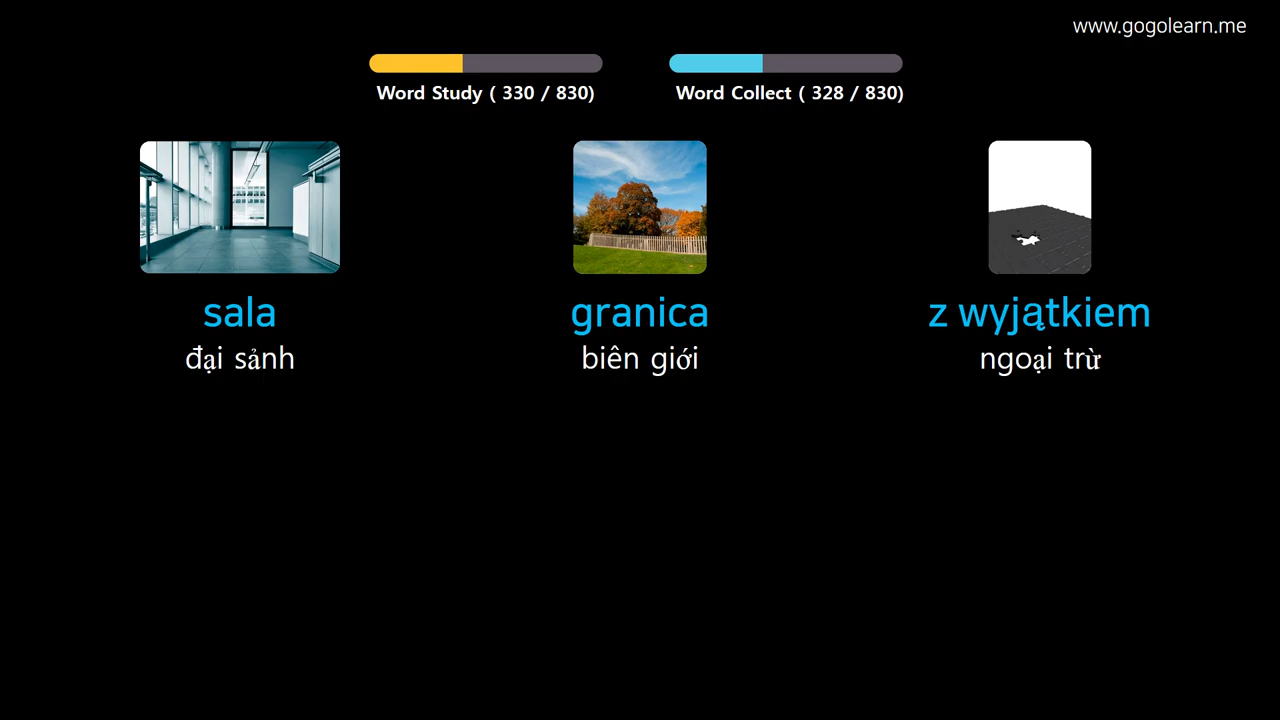 www.gogolearn.me
Word Study ( 330 / 830)
Word Collect ( 328 / 830)
sala
đại sảnh
granica
biên giới
z wyjątkiem
ngoại trừ